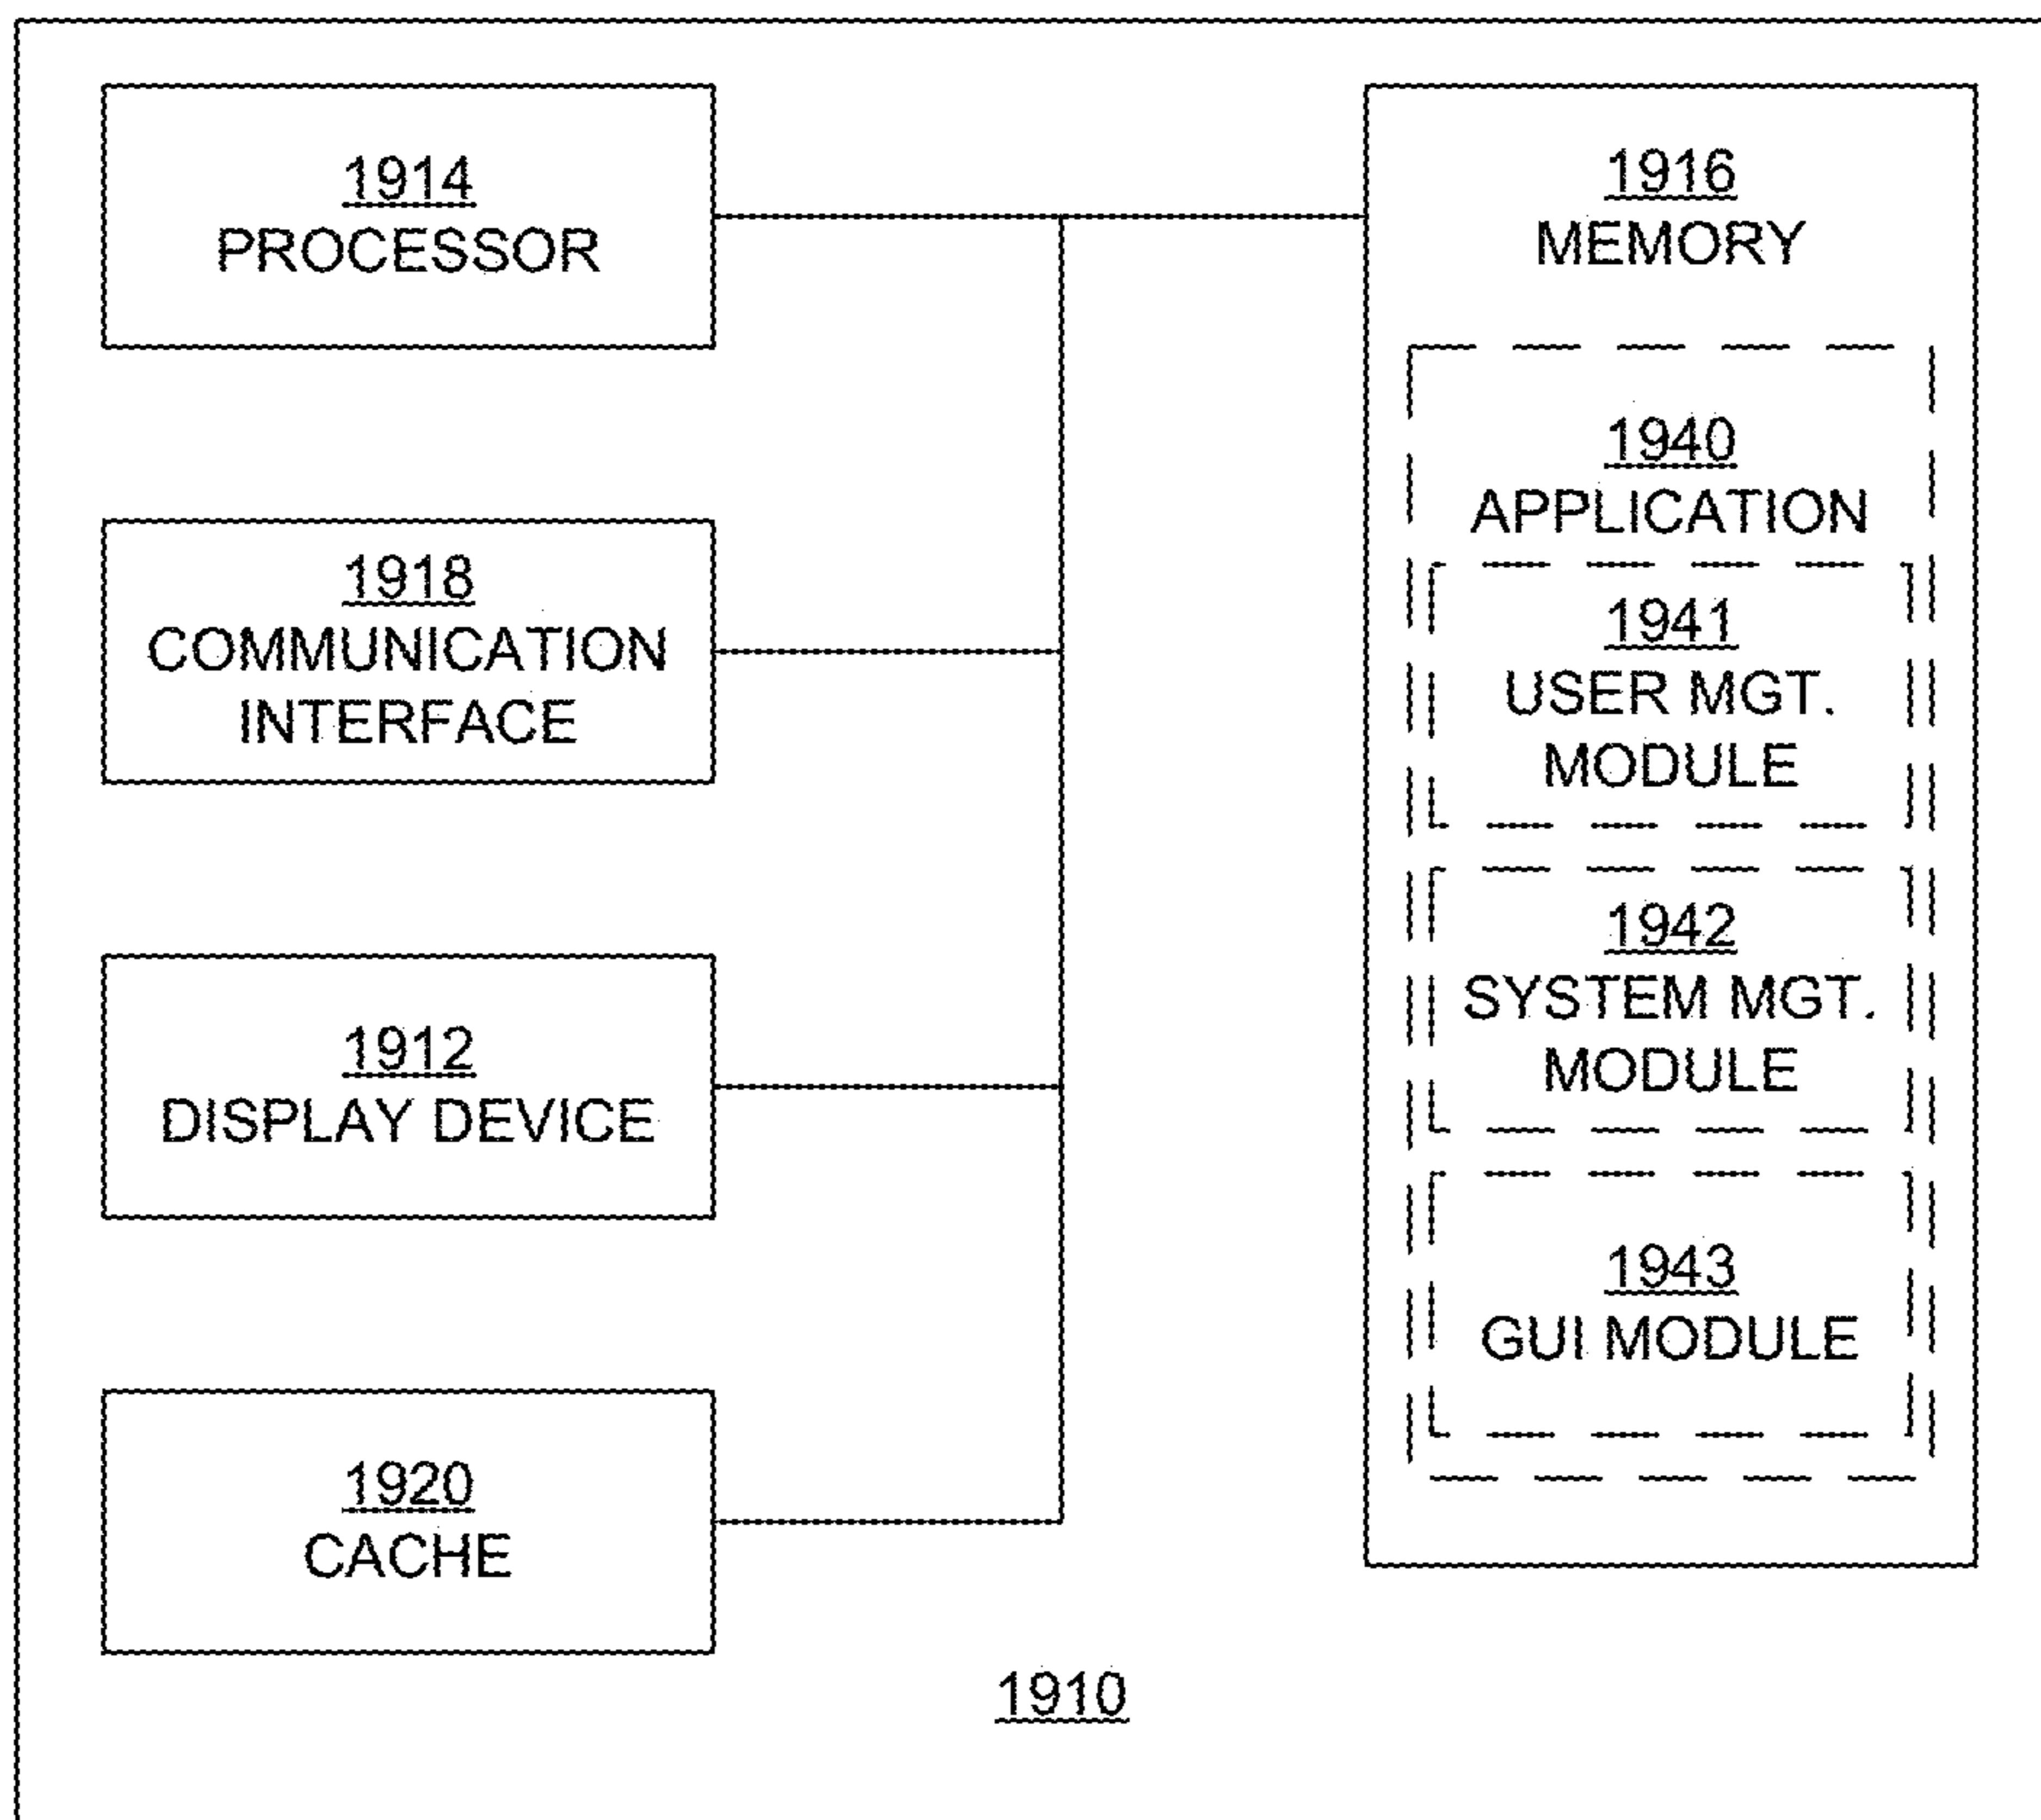 1914
PROCESSOR
1918
COMMUNICATION
INTERFACE
1912
DISPLAY DEVICE
1920
CACHE
1916
MEMORY
1940
APPLICATION
1941
USER MGT.
MODULE
1942
SYSTEM MGT.
MODULE
1943
GUI MODULE
1910